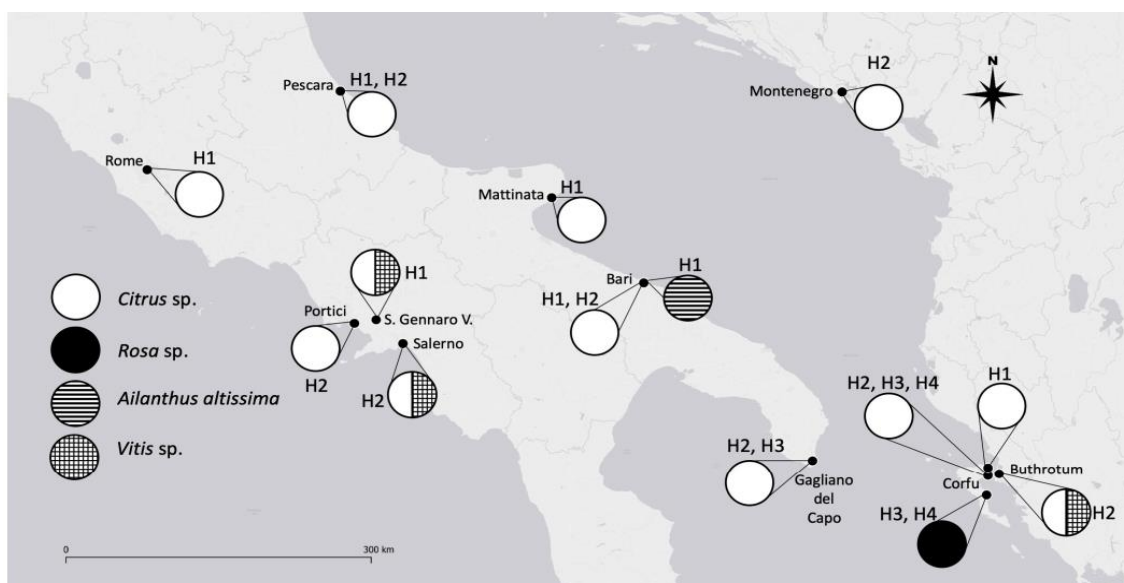 Pescara
H1, H2
H2
Montenegro
N
Rome
H1
Mattinata
H1
Citrus sp.
Rosa sp.
Ailanthus altissima
Vitis sp.
H1
Portici
S. Gennaro V.
Salerno
H2
H2
Bari
H1
H1, H2
H2, H3
Gagliano
del
Capo
H2, H3, H4
H1
Corfu
Buthrotum
H2
H3, H4
0
300 km